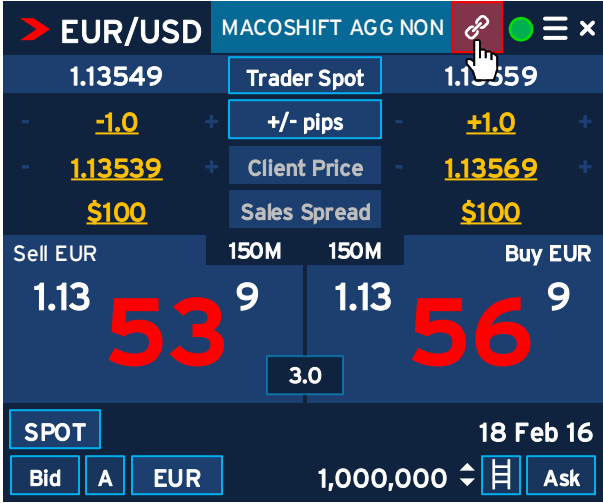 EUR/USD MACOSHIFT AGG NON
1.13549 Trader Spot 1.13559
- -1.0 + +/- pips - +1.0 +
- 1.13539 + Client Price - 1.13569 +
$100 Sales Spread $100
Sell EUR 150M 150M Buy EUR
1.13 53 9 1.13 56 9
3.0
SPOT 18 Feb 16
Bid A EUR 1,000,000 Ask